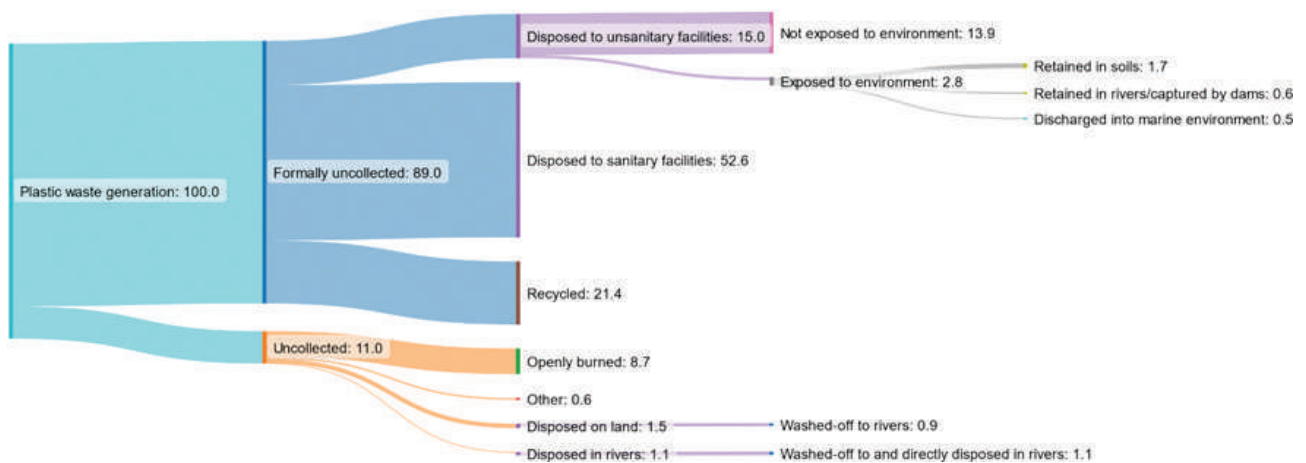 Plastic waste generation: 100.0
Formally uncollected: 89.0
Uncollected: 11.0
Disposed to unsanitary facilities: 15.0
Disposed to sanitary facilities: 52.6
Recycled: 21.4
Openly burned: 8.7
Other: 0.6
Disposed on land: 1.5
Disposed in rivers: 1.1
Not exposed to environment: 13.9
Exposed to environment: 2.8
Washed-off to rivers: 0.9
Washed-off to and directly disposed in rivers: 1.1
Retained in soils: 1.7
Retained in rivers/captured by dams: 0.6
Discharged into marine environment: 0.5